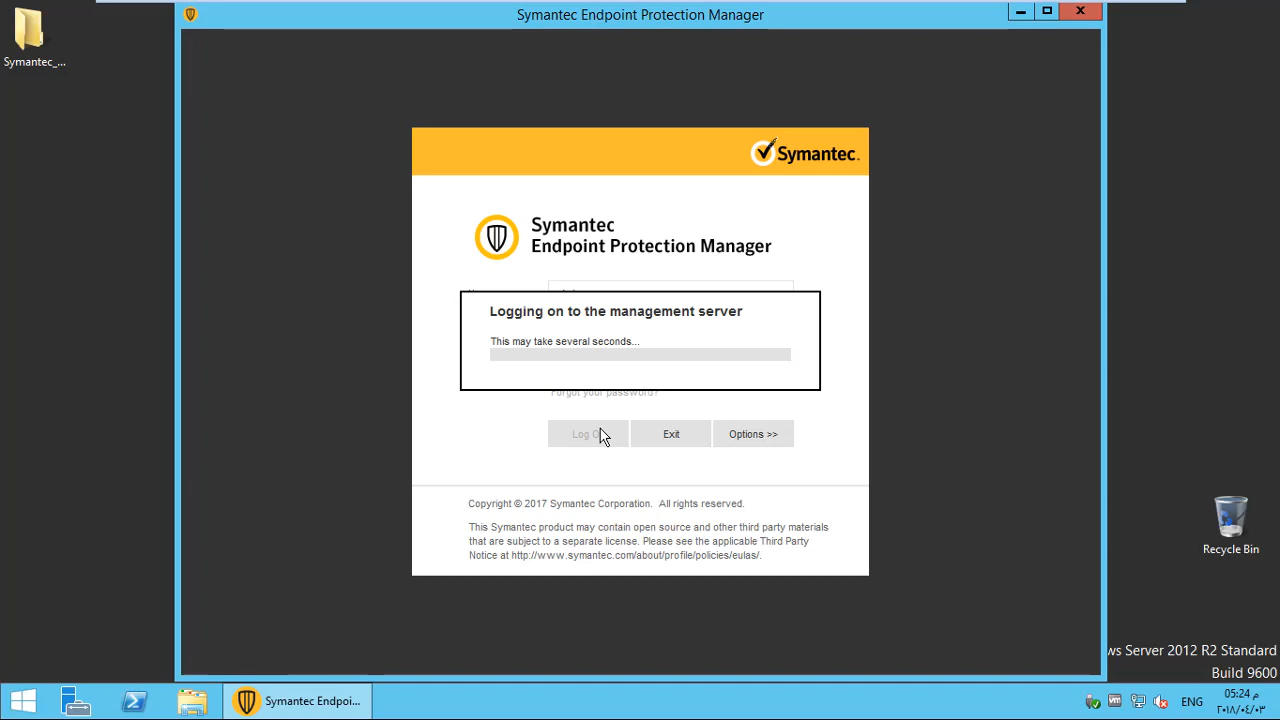 Symantec Endpoint Protection Manager
Symantec_...
Symantec.
Symantec
Endpoint Protection Manager
Logging on to the management server
This may take several seconds...
Forgot your password?
Log
Exit
Options >>
Copyright © 2017 Symantec Corporation. All rights reserved.
This Symantec product may contain open source and other third party materials
that are subject to a separate license. Please see the applicable Third Party
Notice at http://www.symantec.com/about/profile/policies/eulas/.
Recycle Bin
ws Server 2012 R2 Standard
Build 9600
Symantec Endpoi...
ENG
05:24 م
٢٠١٨/٠٤/٠٣